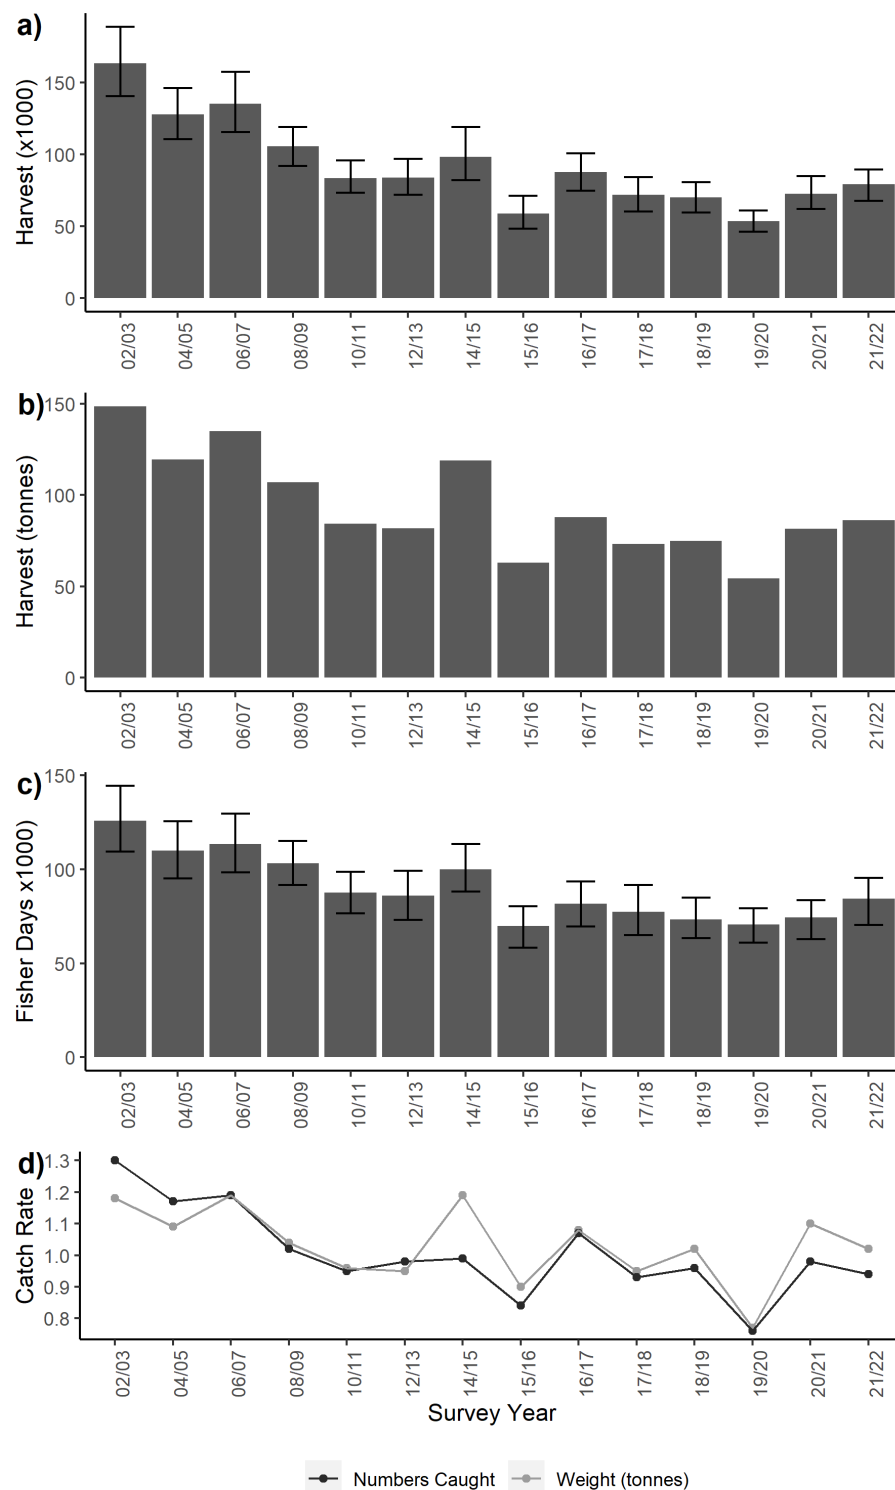 a)
Harvest (x1000)
150
100
50
0
02/03 04/05 06/07 08/09 10/11 12/13 14/15 15/16 16/17 17/18 18/19 19/20 20/21 21/22
b)
Harvest (tonnes)
150
100
50
0
02/03 04/05 06/07 08/09 10/11 12/13 14/15 15/16 16/17 17/18 18/19 19/20 20/21 21/22
c)
Fisher Days x1000)
150
100
50
0
02/03 04/05 06/07 08/09 10/11 12/13 14/15 15/16 16/17 17/18 18/19 19/20 20/21 21/22
d)
Catch Rate
1.3
1.2
1.1
1.0
0.9
0.8
02/03 04/05 06/07 08/09 10/11 12/13 14/15 15/16 16/17 17/18 18/19 19/20 20/21 21/22
Survey Year
Numbers Caught Weight (tonnes)